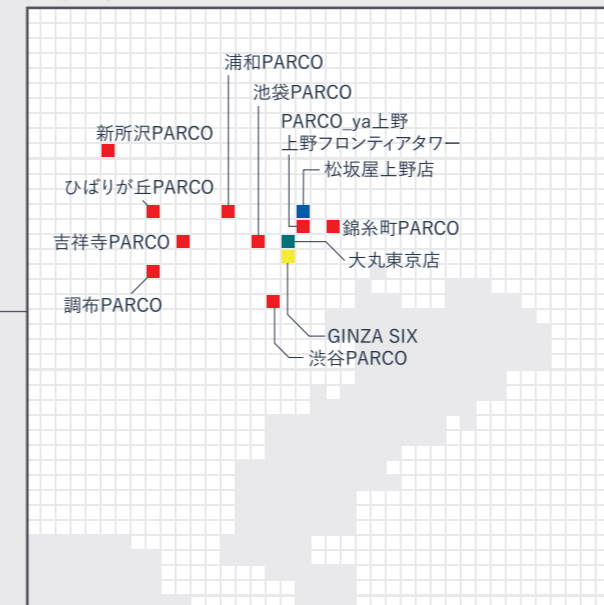 浦和PARCO
池袋PARCO
PARCO_ya上野
上野フロンティアタワー
新所沢PARCO
松坂屋上野店
ひばりが丘PARCO
錦糸町PARCO
吉祥寺PARCO
大丸東京店
調布PARCO
GINZA SIX
渋谷PARCO